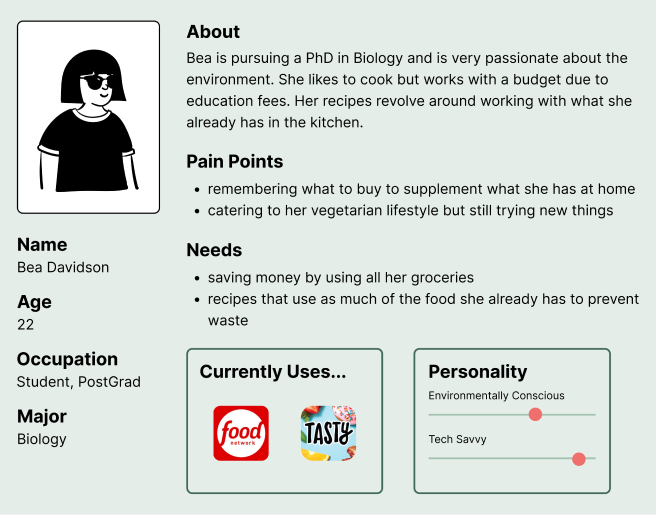 About
Bea is pursuing a PhD in Biology and is very passionate about the
environment. She likes to cook but works with a budget due to
education fees. Her recipes revolve around working with what she
already has in the kitchen.
Pain Points
• remembering what to buy to supplement what she has at home
• catering to her vegetarian lifestyle but still trying new things
Needs
• saving money by using all her groceries
• recipes that use as much of the food she already has to prevent
waste
Name
Bea Davidson
Age
22
Occupation
Student, PostGrad
Major
Biology
Currently Uses...
food
network
TASTY
Personality
Environmentally Conscious
Tech Savvy